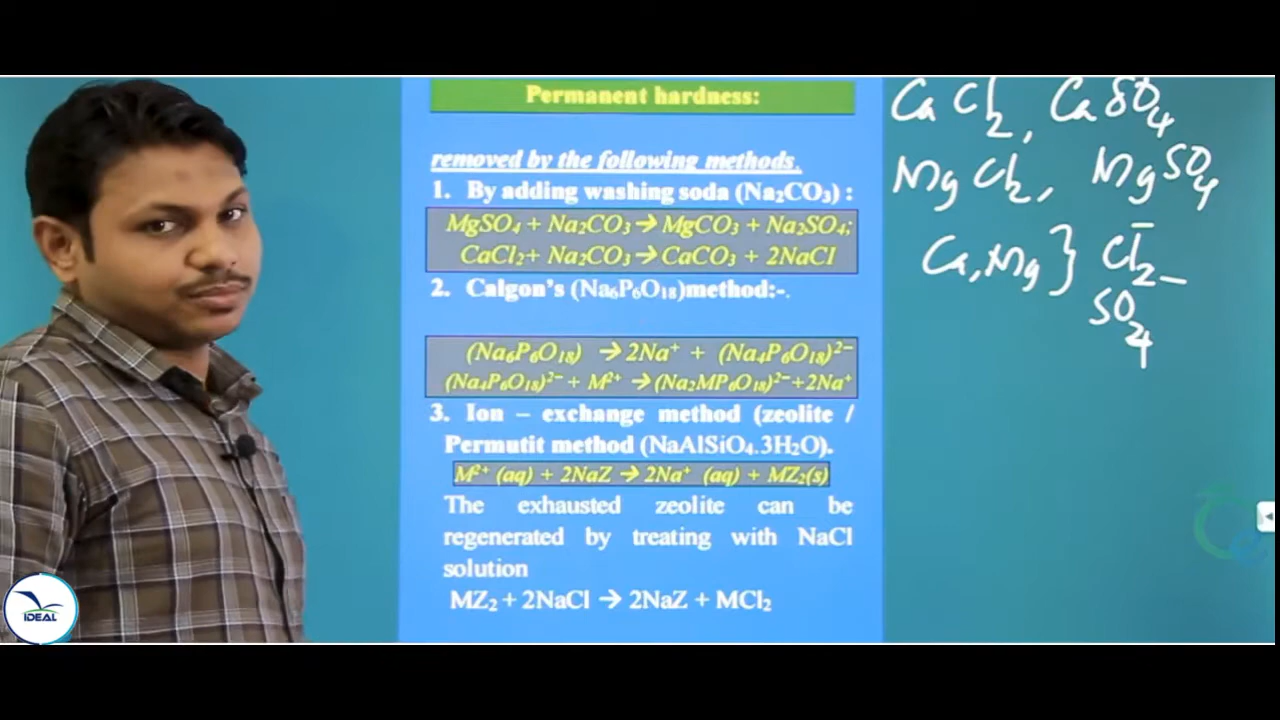 Permanent hardness:
removed by the following methods.
1. By adding washing soda (Na₂CO₃) :
MgSO₄ + Na₂CO₃ → MgCO₃ + Na₂SO₄;
CaCl₂+ Na₂CO₃→ CaCO₃ + 2NaCl
2. Calgon's (Na₆P₆O₁₈)method:-.
(Na₆P₆O₁₈) → 2Na⁺ + (Na₄P₆O₁₈)²⁻
(Na₄P₆O₁₈)²⁻ + M²⁺ → (Na₂MP₆O₁₈)²⁻+2Na⁺
3. Ion – exchange method (zeolite /
Permutit method (NaAlSiO₄.3H₂O).
M²⁺ (aq) + 2NaZ → 2Na⁺ (aq) + MZ₂(s)
The exhausted zeolite can be
regenerated by treating with NaCl
solution
MZ₂ + 2NaCl → 2NaZ + MCl₂
CaCl₂, CaSO₄
MgCl₂, MgSO₄
Ca, Mg } Cl⁻
SO₄²⁻
IDEAL